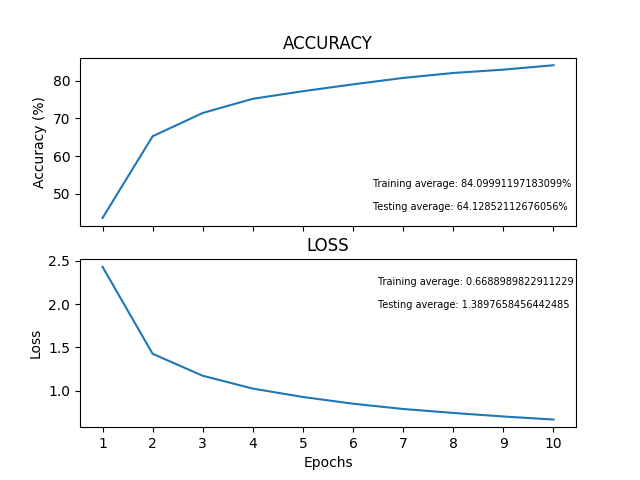 ACCURACY
Accuracy (%)
80
70
60
50
Training average: 84.09991197183099%
Testing average: 64.12852112676056%
LOSS
Loss
2.5
2.0
1.5
1.0
Training average: 0.6688989822911229
Testing average: 1.3897658456442485
1 2 3 4 5 6 7 8 9 10
Epochs